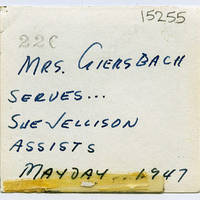 15255
22C
MRS. GIERSBACH
SERVES...
SUE JELLISON
ASSISTS
MAYDAY... 1947